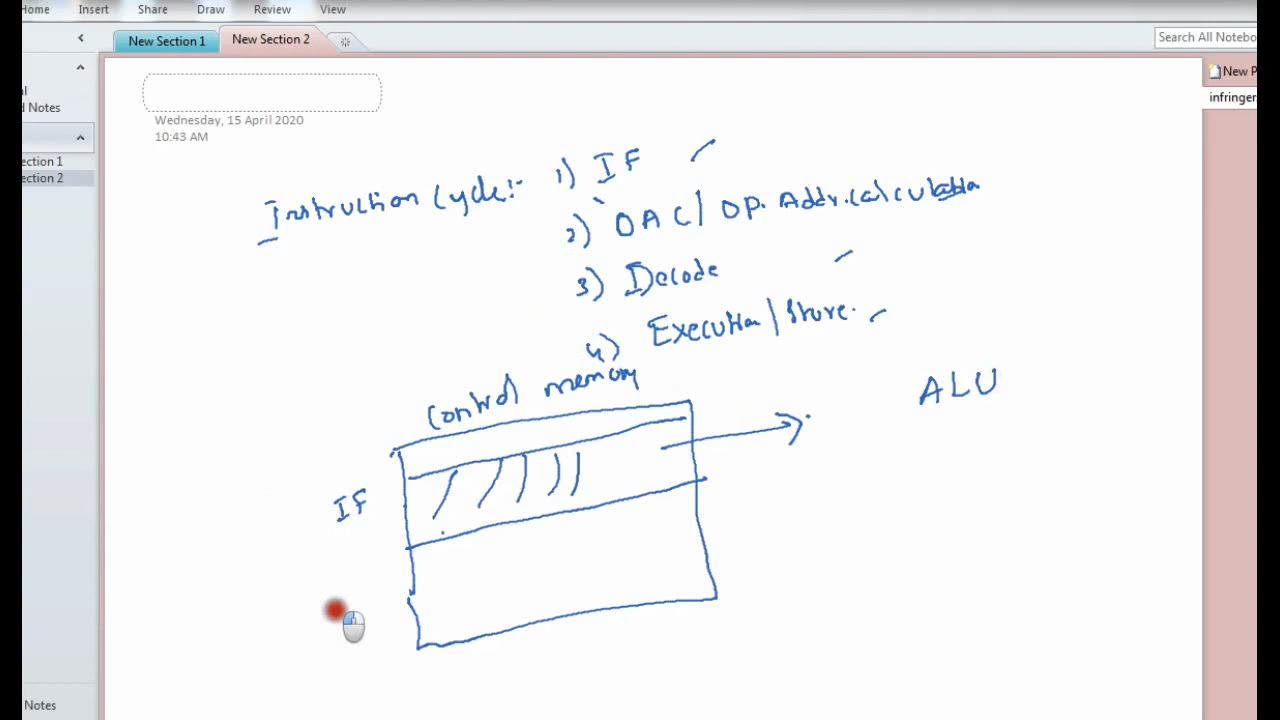 Home Insert Share Draw Review View
New Section 1 New Section 2
Search All Notebo
New P
infringer
d Notes
ection 1
ection 2
Notes
Wednesday, 15 April 2020
10:43 AM
Instruction Cycle:- 1) IF
2) OAC / OP. Addr. calculation
3) Decode
4) Execution / Store.
Control memory
ALU
IF